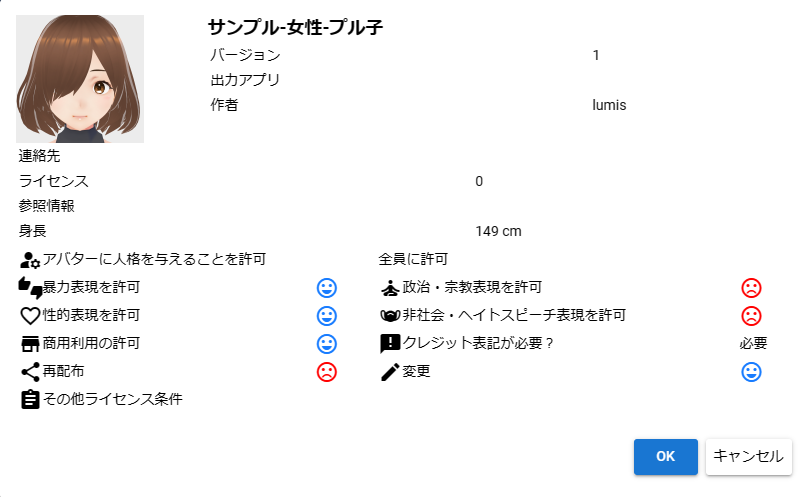 サンプル-女性-プル子
バージョン 1
出力アプリ
作者 lumis
連絡先
ライセンス 0
参照情報
身長 149 cm
アバターに人格を与えることを許可 全員に許可
暴力表現を許可 政治・宗教表現を許可
性的表現を許可 非社会・ヘイトスピーチ表現を許可
商用利用の許可 クレジット表記が必要？ 必要
再配布 変更
その他ライセンス条件
OK キャンセル